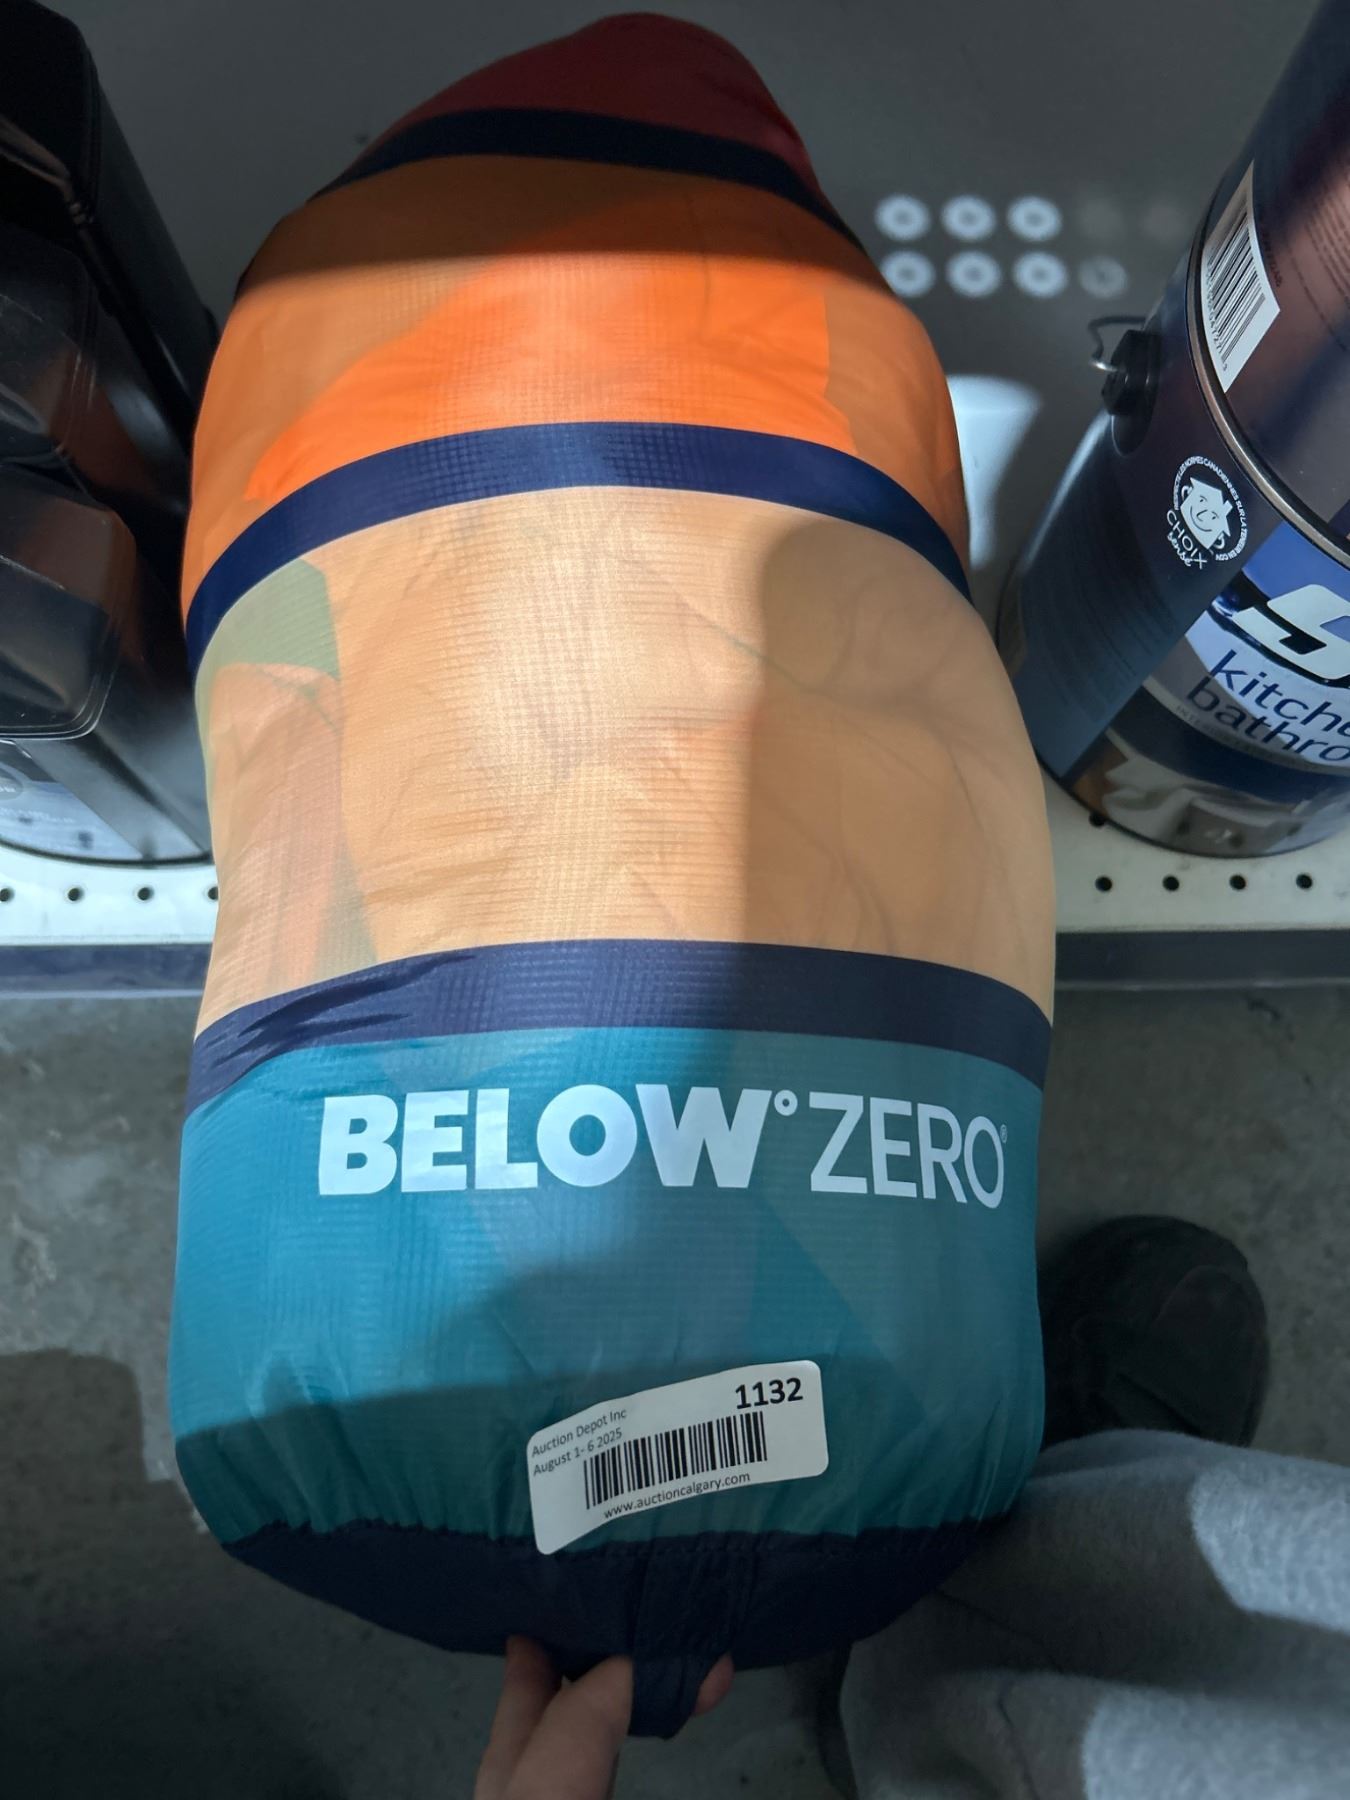 BELOW° ZERO®
1132
Auction Depot Inc
August 1- 6 2025
www.auctioncalgary.com
CHOIX
kitch
bathro